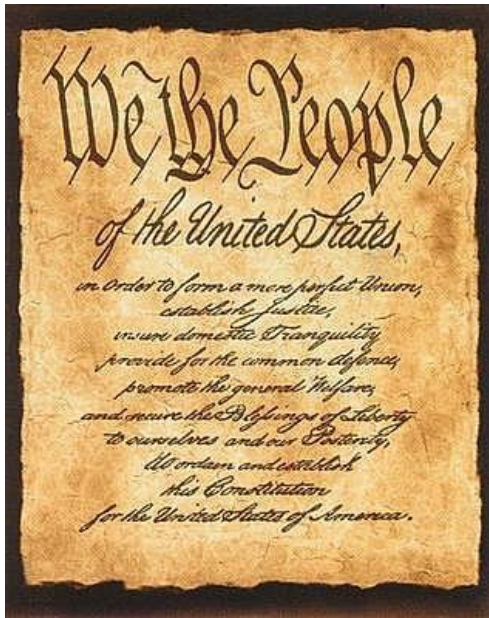 We the People
of the United States,
in Order to form a more perfect Union,
establish Justice,
insure domestic Tranquility
provide for the common defence,
promote the general Welfare,
and secure the Blessings of Liberty
to ourselves and our Posterity,
do ordain and establish
this Constitution
for the United States of America.